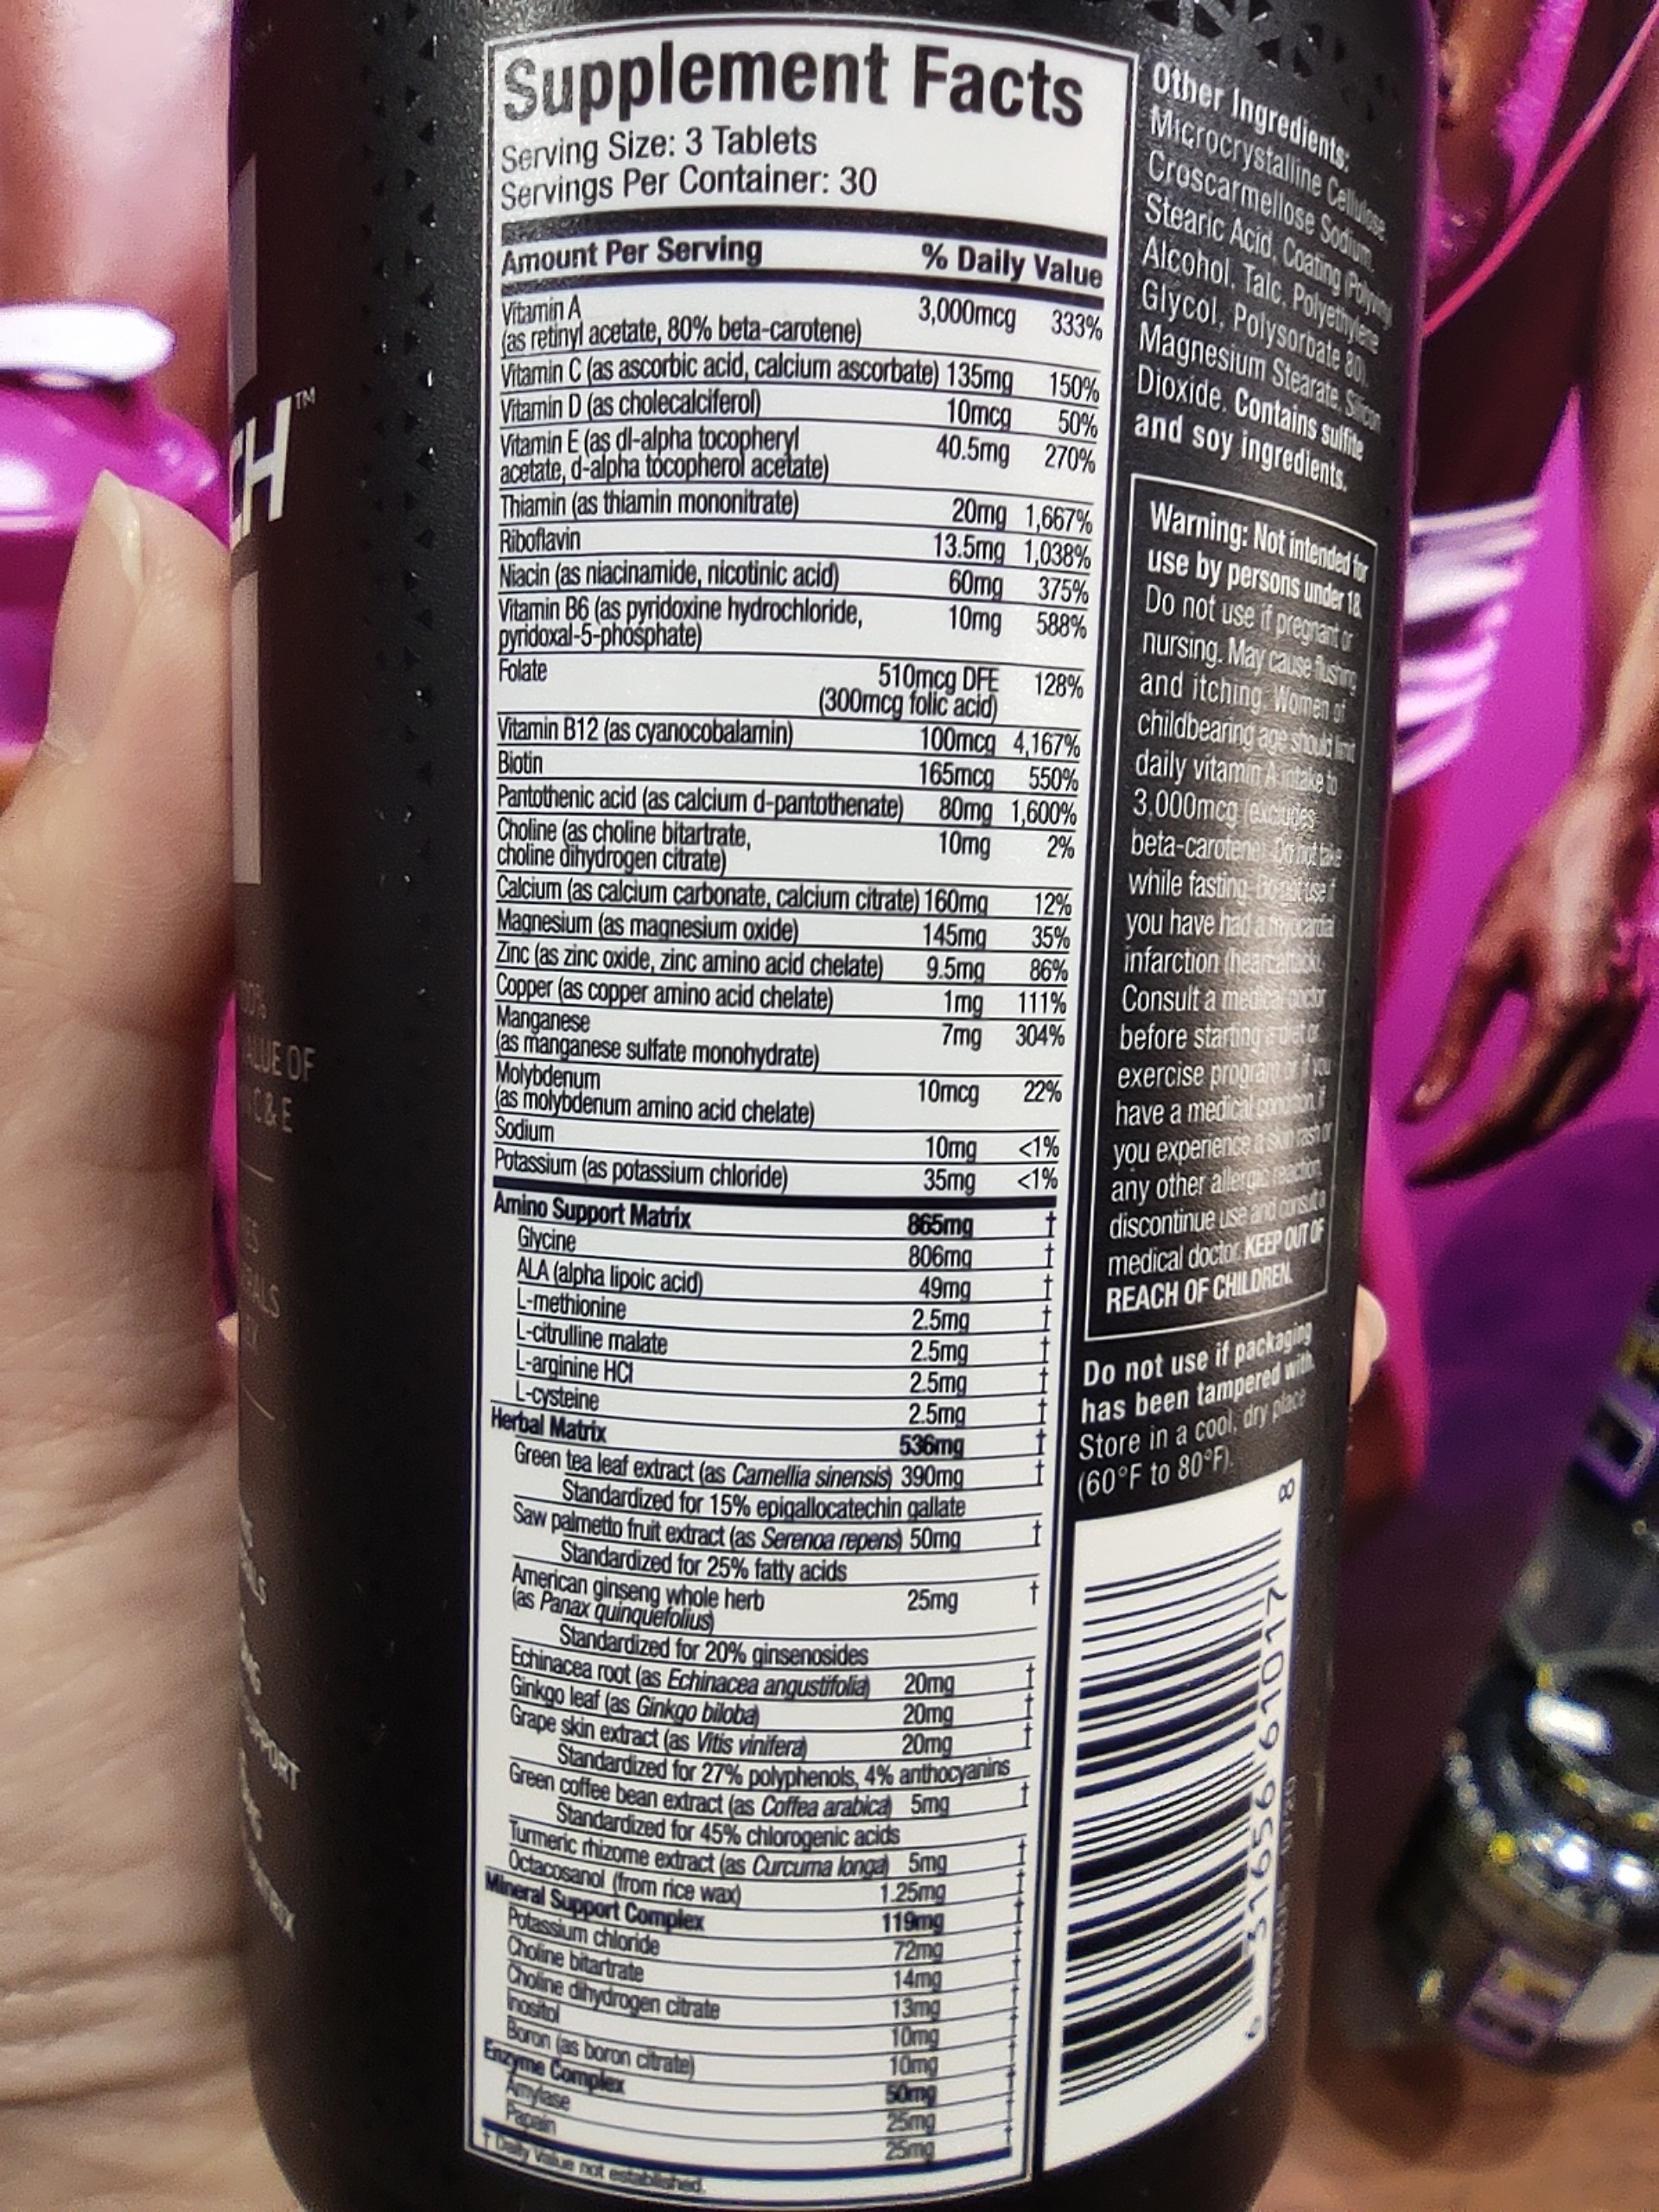 Supplement Facts
Serving Size: 3 Tablets
Servings Per Container: 30
Amount Per Serving % Daily Value
Vitamin A 3,000mcg 333%
(as retinyl acetate, 80% beta-carotene)
Vitamin C (as ascorbic acid, calcium ascorbate) 135mg 150%
Vitamin D (as cholecalciferol) 10mcg 50%
Vitamin E (as dl-alpha tocopheryl 40.5mg 270%
acetate, d-alpha tocopherol acetate)
Thiamin (as thiamin mononitrate) 20mg 1,667%
Riboflavin 13.5mg 1,038%
Niacin (as niacinamide, nicotinic acid) 60mg 375%
Vitamin B6 (as pyridoxine hydrochloride, 10mg 588%
pyridoxal-5-phosphate)
Folate 510mcg DFE 128%
(300mcg folic acid)
Vitamin B12 (as cyanocobalamin) 100mcg 4,167%
Biotin 165mcg 550%
Pantothenic acid (as calcium d-pantothenate) 80mg 1,600%
Choline (as choline bitartrate, 10mg 2%
choline dihydrogen citrate)
Calcium (as calcium carbonate, calcium citrate) 160mg 12%
Magnesium (as magnesium oxide) 145mg 35%
Zinc (as zinc oxide, zinc amino acid chelate) 9.5mg 86%
Copper (as copper amino acid chelate) 1mg 111%
Manganese 7mg 304%
(as manganese sulfate monohydrate)
Molybdenum 10mcg 22%
(as molybdenum amino acid chelate)
Sodium 10mg <1%
Potassium (as potassium chloride) 35mg <1%
Amino Support Matrix 865mg †
Glycine 806mg †
ALA (alpha lipoic acid) 49mg †
L-methionine 2.5mg †
L-citrulline malate 2.5mg †
L-arginine HCl 2.5mg †
L-cysteine 2.5mg †
Herbal Matrix 536mg †
Green tea leaf extract (as Camellia sinensis) 390mg †
Standardized for 15% epigallocatechin gallate
Saw palmetto fruit extract (as Serenoa repens) 50mg †
Standardized for 25% fatty acids
American ginseng whole herb 25mg †
(as Panax quinquefolius)
Standardized for 20% ginsenosides
Echinacea root (as Echinacea angustifolia) 20mg †
Ginkgo leaf (as Ginkgo biloba) 20mg †
Grape skin extract (as Vitis vinifera) 20mg †
Standardized for 27% polyphenols, 4% anthocyanins
Green coffee bean extract (as Coffea arabica) 5mg †
Standardized for 45% chlorogenic acids
Turmeric rhizome extract (as Curcuma longa) 5mg †
Octacosanol (from rice wax) 1.25mg †
Mineral Support Complex 119mg †
Potassium chloride 72mg †
Choline bitartrate 14mg †
Choline dihydrogen citrate 13mg †
Inositol 10mg †
Boron (as boron citrate) 10mg †
Enzyme Complex 50mg †
Amylase 25mg †
Papain 25mg †
† Daily Value not established.
Other Ingredients:
Microcrystalline Cellulose,
Croscarmellose Sodium,
Stearic Acid, Coating (Polyvinyl
Alcohol, Talc, Polyethylene
Glycol, Polysorbate 80),
Magnesium Stearate, Silicon
Dioxide. Contains sulfite
and soy ingredients.
Warning: Not intended for
use by persons under 18.
Do not use if pregnant or
nursing. May cause flushing
and itching. Women of
childbearing age should limit
daily vitamin A intake to
3,000mcg (excludes
beta-carotene). Do not take
while fasting. Do not use if
you have had a myocardial
infarction (heart attack).
Consult a medical doctor
before starting a diet or
exercise program or if you
have a medical condition. If
you experience a skin rash or
any other allergic reaction,
discontinue use and consult a
medical doctor. KEEP OUT OF
REACH OF CHILDREN.
Do not use if packaging
has been tampered with.
Store in a cool, dry place
(60°F to 80°F).
6 31656 61017 8
CH™
100%
ALUE OF
C & E